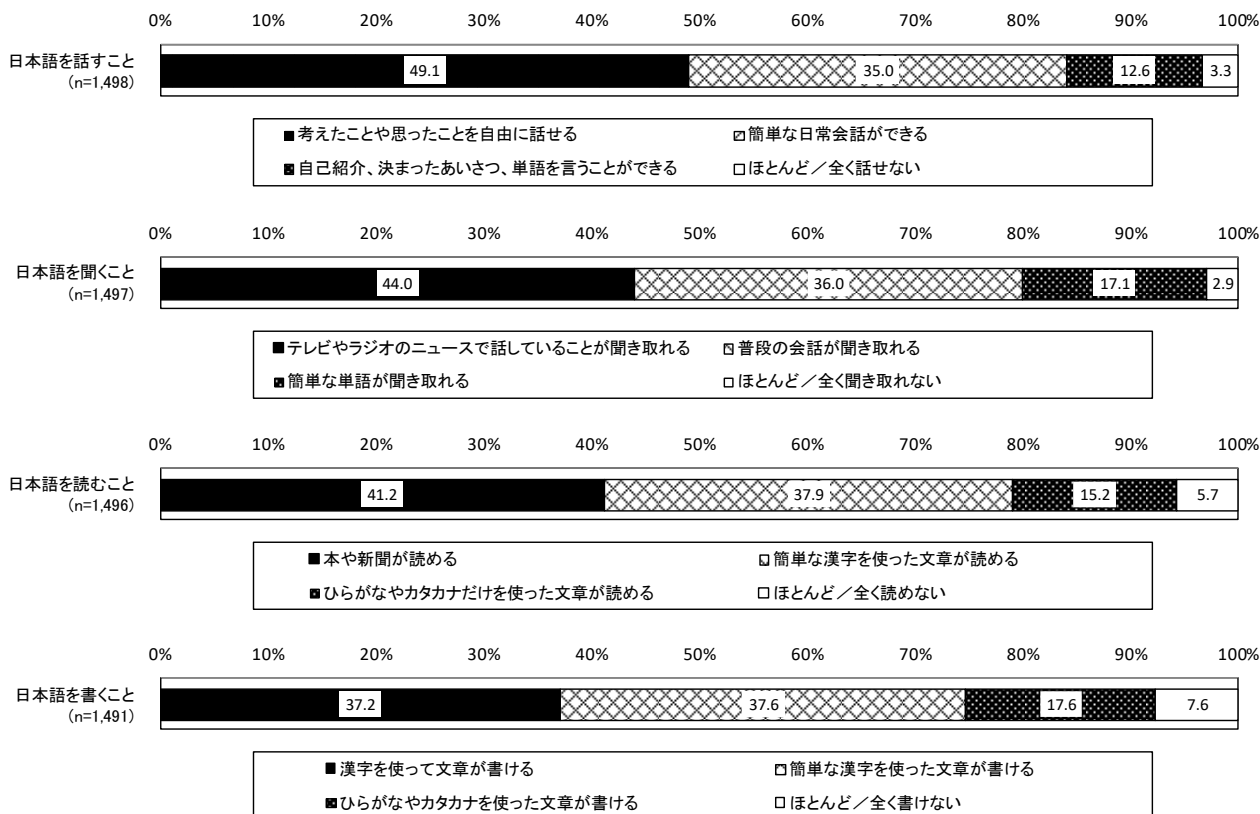 0% 10% 20% 30% 40% 50% 60% 70% 80% 90% 100%
日本語を話すこと
(n=1,498)
49.1 35.0 12.6 3.3
■考えたことや思ったことを自由に話せる □簡単な日常会話ができる
■自己紹介、決まったあいさつ、単語を言うことができる □ほとんど／全く話せない
0% 10% 20% 30% 40% 50% 60% 70% 80% 90% 100%
日本語を聞くこと
(n=1,497)
44.0 36.0 17.1 2.9
■テレビやラジオのニュースで話していることが聞き取れる □普段の会話が聞き取れる
■簡単な単語が聞き取れる □ほとんど／全く聞き取れない
0% 10% 20% 30% 40% 50% 60% 70% 80% 90% 100%
日本語を読むこと
(n=1,496)
41.2 37.9 15.2 5.7
■本や新聞が読める □簡単な漢字を使った文章が読める
■ひらがなやカタカナだけを使った文章が読める □ほとんど／全く読めない
0% 10% 20% 30% 40% 50% 60% 70% 80% 90% 100%
日本語を書くこと
(n=1,491)
37.2 37.6 17.6 7.6
■漢字を使って文章が書ける □簡単な漢字を使った文章が書ける
■ひらがなやカタカナを使った文章が書ける □ほとんど／全く書けない